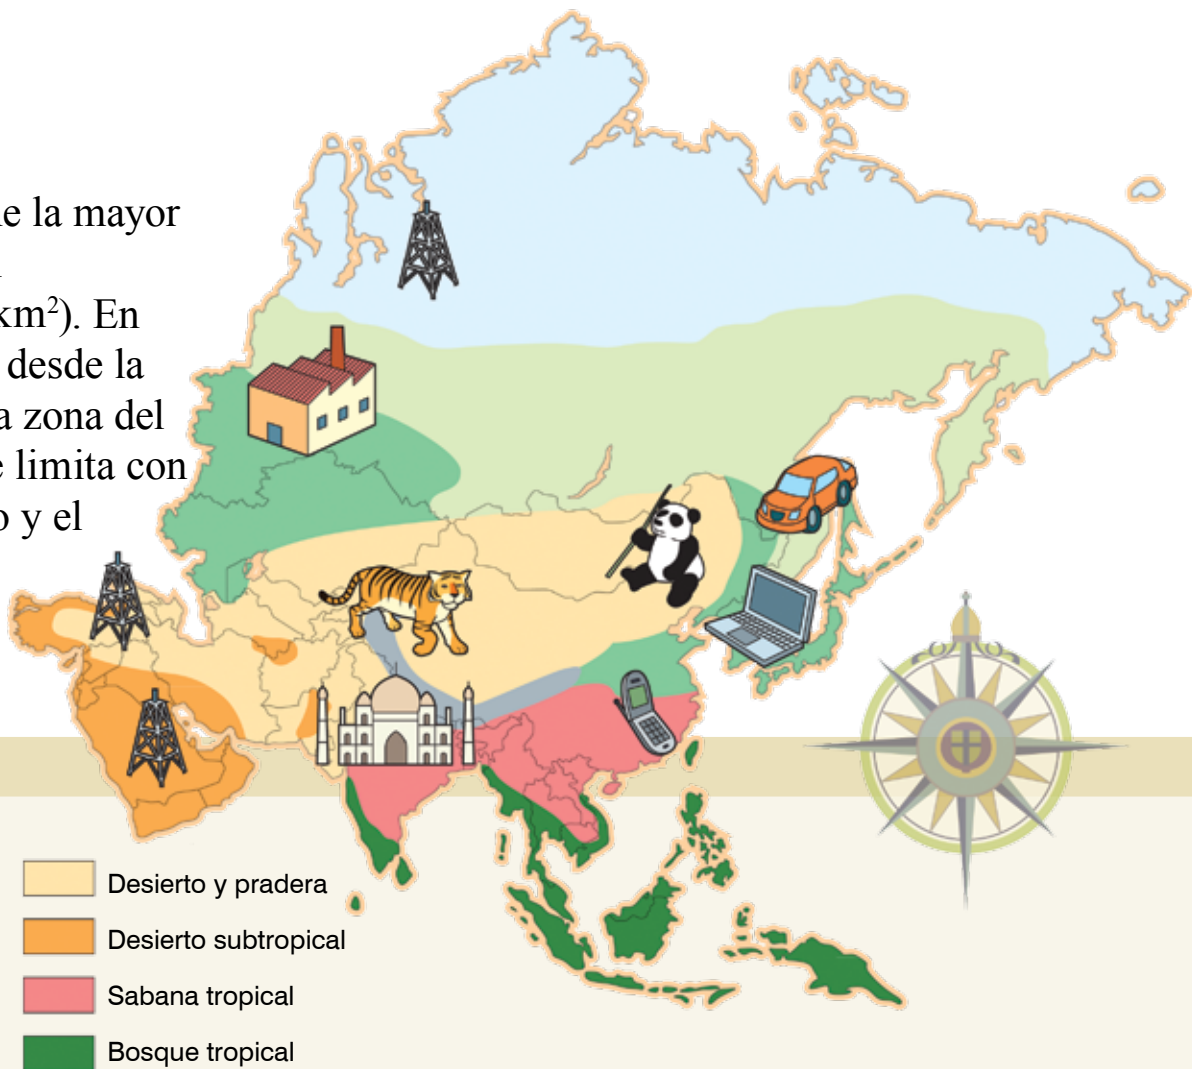 e la mayor
km²). En
desde la
a zona del
e limita con
o y el
Desierto y pradera
Desierto subtropical
Sabana tropical
Bosque tropical